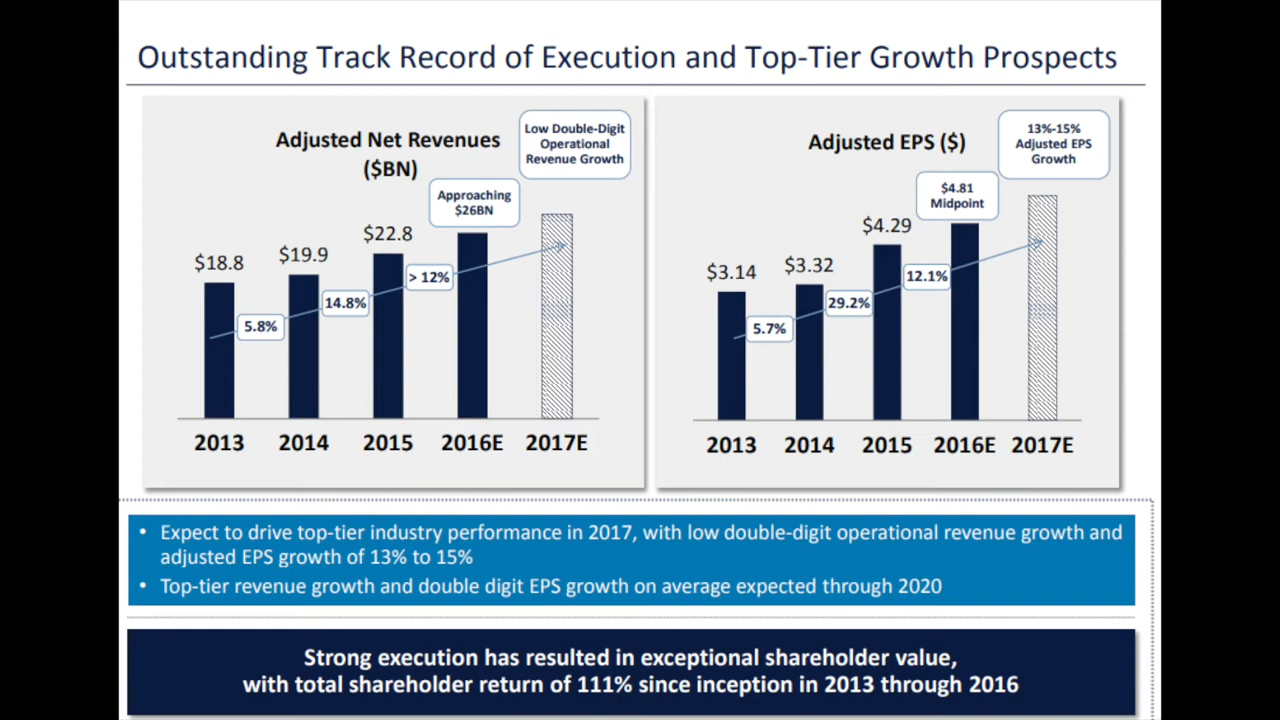 Outstanding Track Record of Execution and Top-Tier Growth Prospects
Adjusted Net Revenues
($BN)
Low Double-Digit
Operational
Revenue Growth
Approaching
$26BN
$18.8
$19.9
$22.8
5.8%
14.8%
> 12%
2013
2014
2015
2016E
2017E
Adjusted EPS ($)
13%-15%
Adjusted EPS
Growth
$4.81
Midpoint
$3.14
$3.32
$4.29
5.7%
29.2%
12.1%
2013
2014
2015
2016E
2017E
• Expect to drive top-tier industry performance in 2017, with low double-digit operational revenue growth and
adjusted EPS growth of 13% to 15%
• Top-tier revenue growth and double digit EPS growth on average expected through 2020
Strong execution has resulted in exceptional shareholder value,
with total shareholder return of 111% since inception in 2013 through 2016